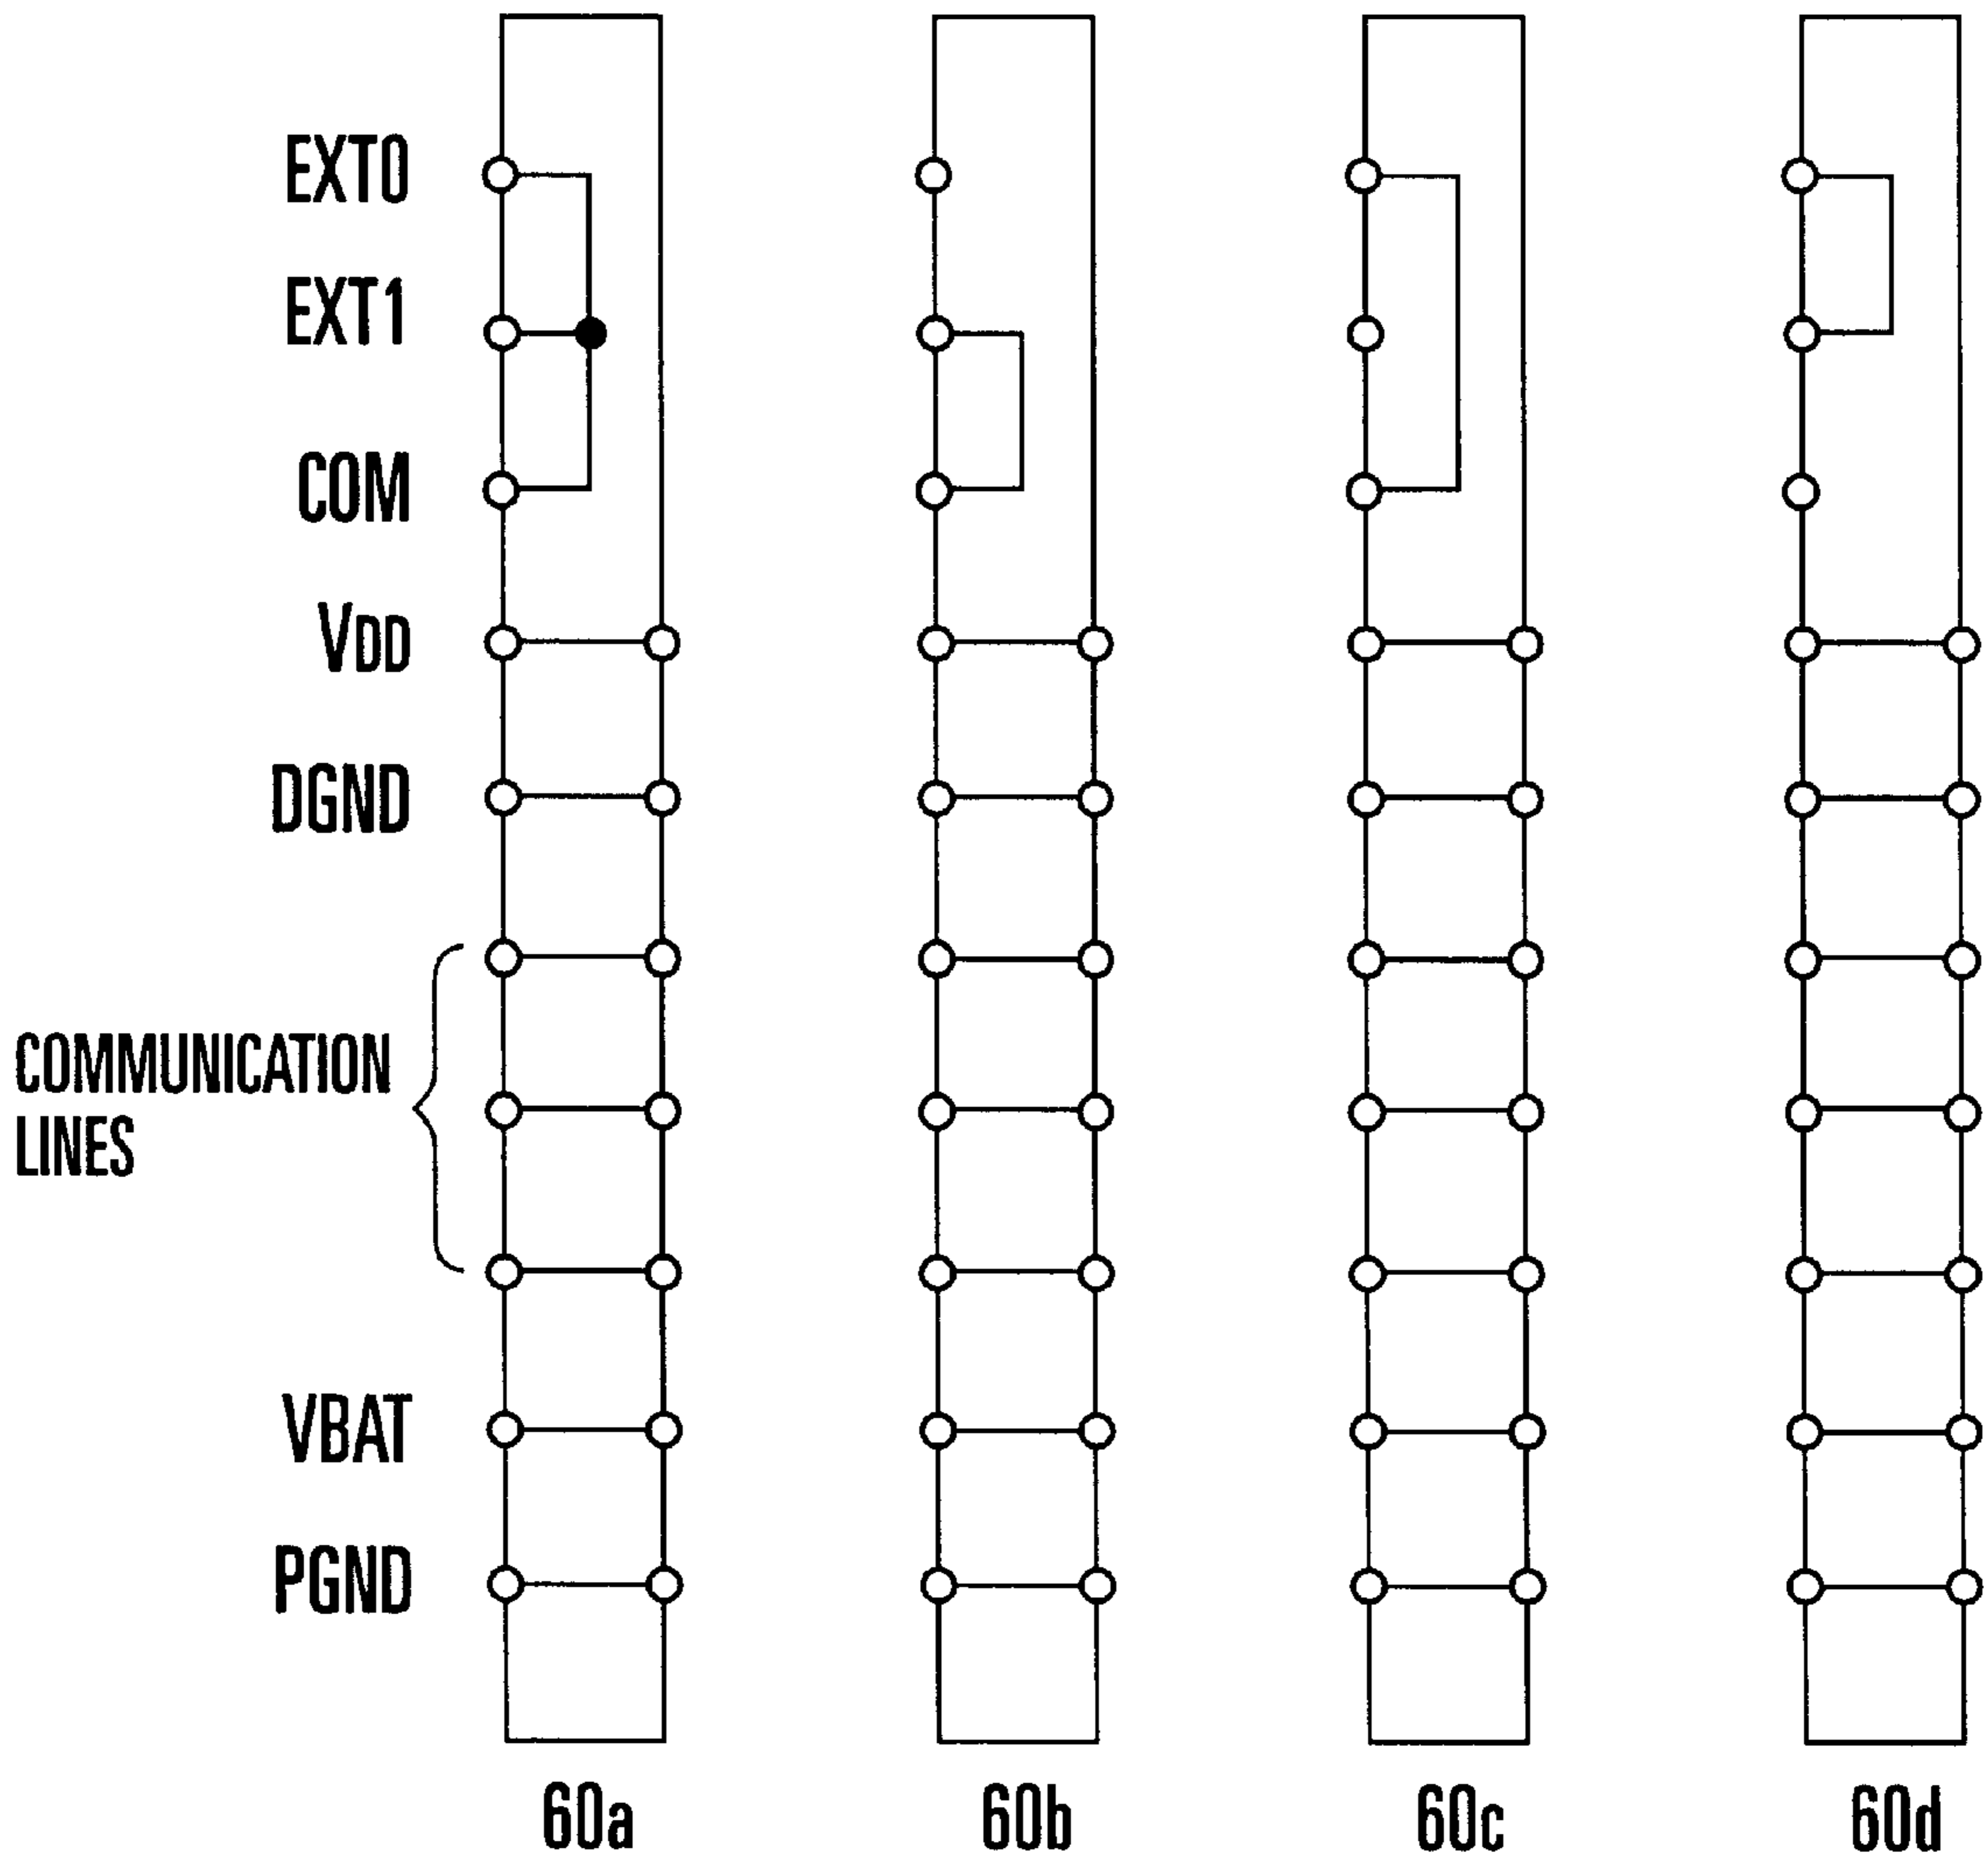 EXT0
EXT1
COM
VDD
DGND
COMMUNICATION
LINES
VBAT
PGND
60a 60b 60c 60d